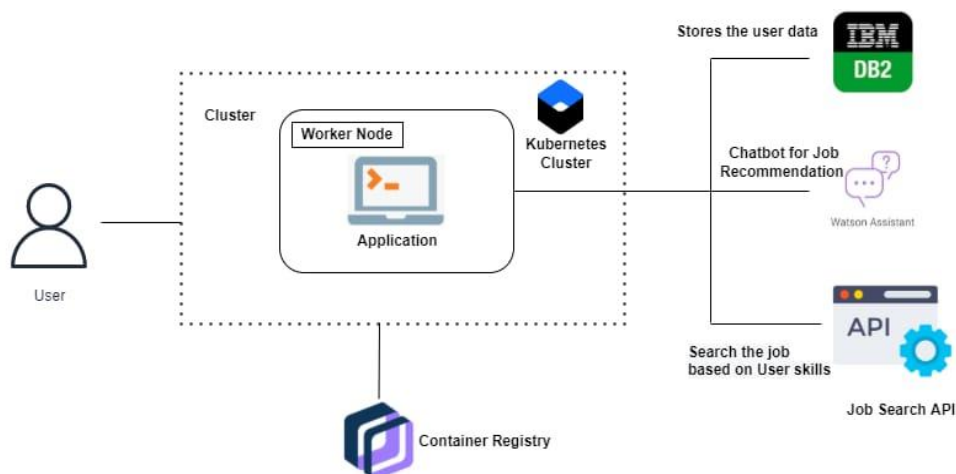 Stores the user data
IBM
DB2
Cluster
Worker Node
Kubernetes
Cluster
Application
Chatbot for Job
Recommendation
?
Watson Assistant
User
API
Search the job
based on User skills
Job Search API
Container Registry